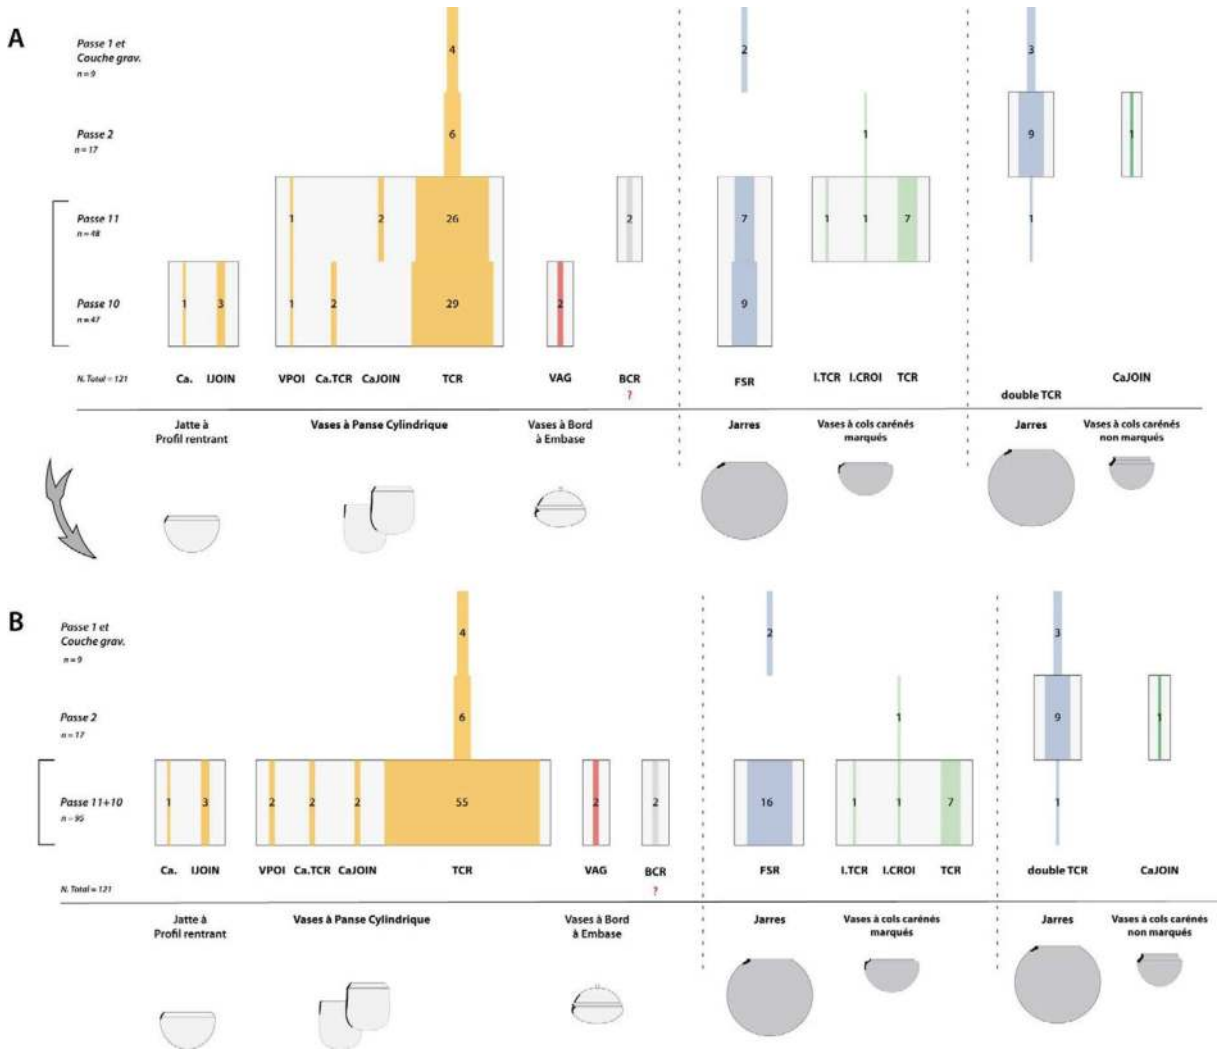 A
Passe 1 et
Couche grav.
n = 9
4
2
3
Passe 2
n = 17
6
1
9
1
Passe 11
n = 48
1
2
26
2
7
1
1
7
1
Passe 10
n = 47
1
3
1
2
29
2
9
N. Total = 121
Ca.
IJOIN
VPOI
Ca.TCR
CaJOIN
TCR
VAG
BCR
?
FSR
I.TCR
I.CROI
TCR
double TCR
CaJOIN
Jatte à
Profil rentrant
Vases à Panse Cylindrique
Vases à Bord
à Embase
Jarres
Vases à cols carénés
marqués
Jarres
Vases à cols carénés
non marqués
B
Passe 1 et
Couche grav.
n = 9
4
2
3
Passe 2
n = 17
6
1
9
1
Passe 11+10
n = 95
1
3
2
2
2
55
2
2
16
1
1
7
1
Ca.
IJOIN
VPOI
Ca.TCR
CaJOIN
TCR
VAG
BCR
?
FSR
I.TCR
I.CROI
TCR
double TCR
CaJOIN
N. Total = 121
Jatte à
Profil rentrant
Vases à Panse Cylindrique
Vases à Bord
à Embase
Jarres
Vases à cols carénés
marqués
Jarres
Vases à cols carénés
non marqués